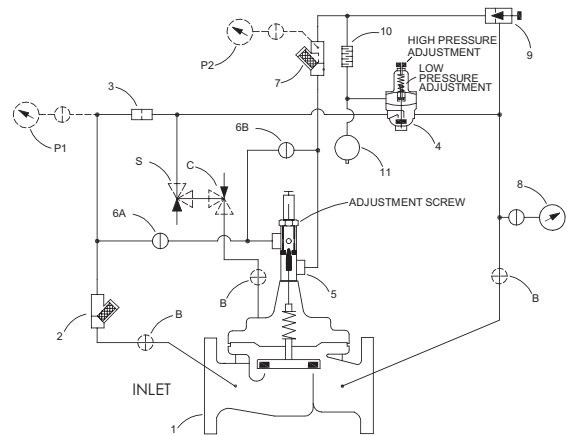 10
P2
HIGH PRESSURE
ADJUSTMENT
LOW
PRESSURE
ADJUSTMENT
9
7
3
6B
4
P1
11
S
C
8
6A
ADJUSTMENT SCREW
B
5
B
2
B
INLET
1